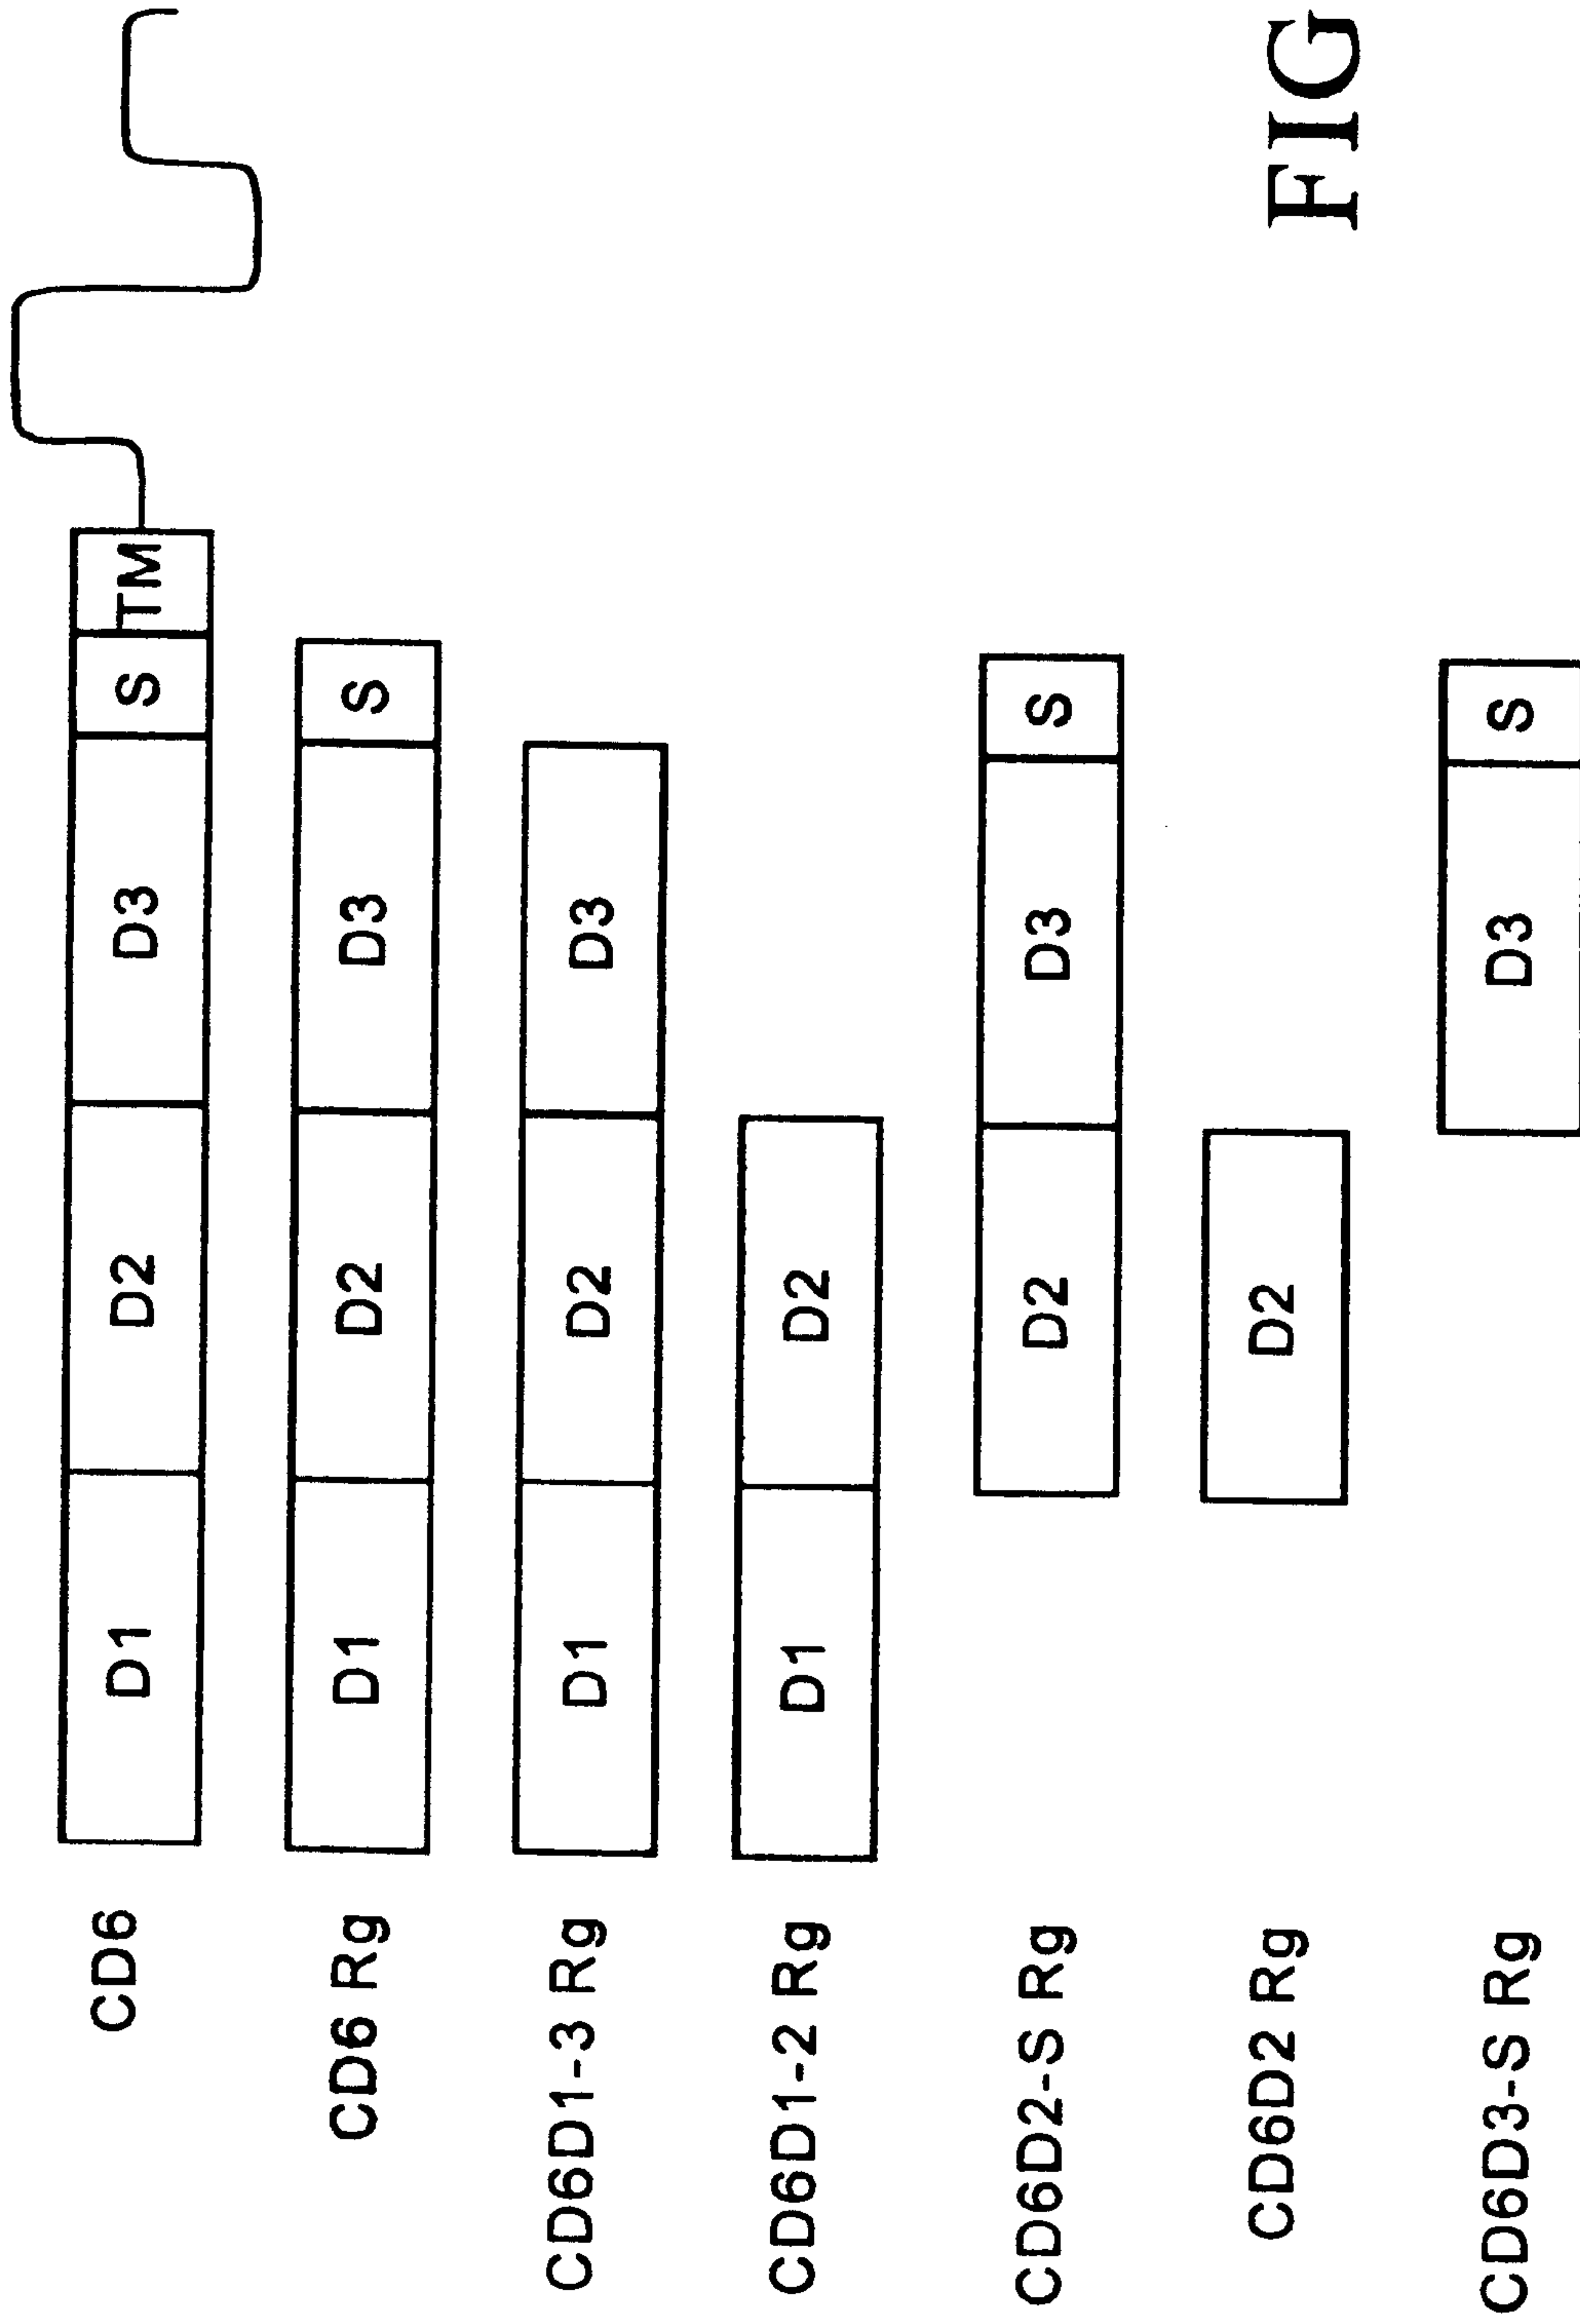 CD6 D1 D2 D3 S TM
CD6 Rg D1 D2 D3 S
CD6D1-3 Rg D1 D2 D3
CD6D1-2 Rg D1 D2
CD6D2-S Rg D2 D3 S
CD6D2 Rg D2
CD6D3-S Rg D3 S
FIG